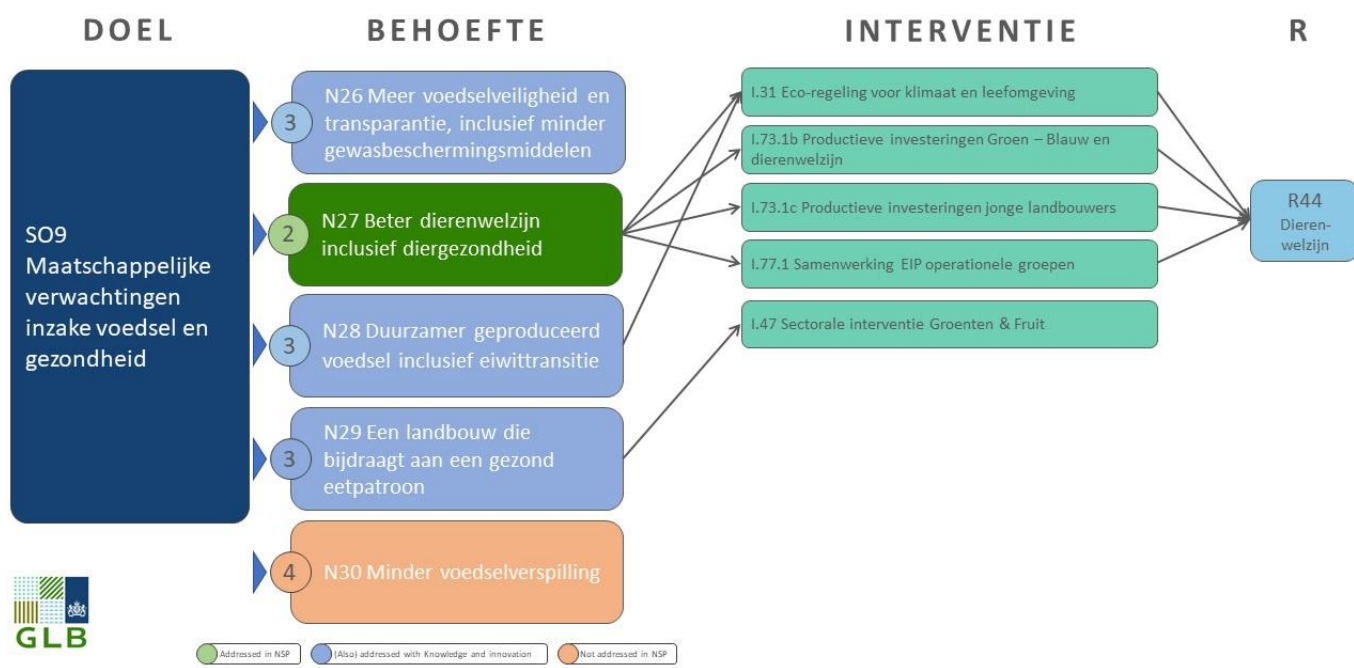 DOEL
BEHOEFTE
INTERVENTIE
R
SO9
Maatschappelijke
verwachtingen
inzake voedsel en
gezondheid
3
N26 Meer voedselveiligheid en
transparantie, inclusief minder
gewasbeschermingsmiddelen
2
N27 Beter dierenwelzijn
inclusief diergezondheid
3
N28 Duurzamer geproduceerd
voedsel inclusief eiwittransitie
3
N29 Een landbouw die
bijdraagt aan een gezond
eetpatroon
4
N30 Minder voedselverspilling
I.31 Eco-regeling voor klimaat en leefomgeving
I.73.1b Productieve investeringen Groen – Blauw en
dierenwelzijn
I.73.1c Productieve investeringen jonge landbouwers
I.77.1 Samenwerking EIP operationele groepen
I.47 Sectorale interventie Groenten & Fruit
R44
Dieren-
welzijn
GLB
Addressed in NSP
(Also) addressed with Knowledge and innovation
Not addressed in NSP